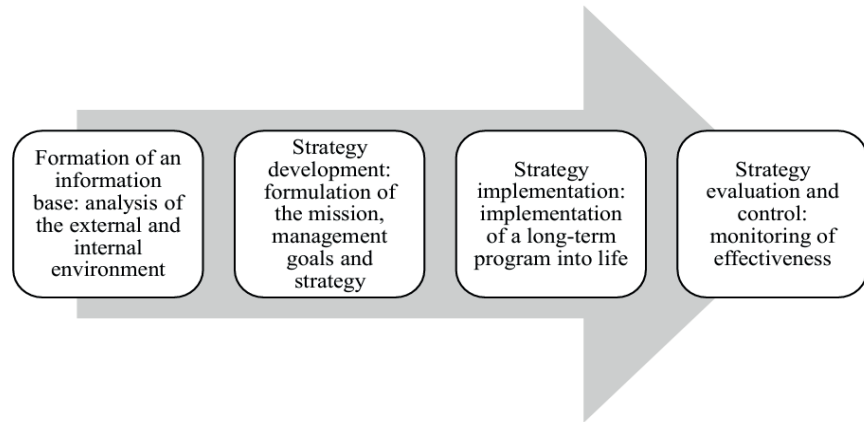 Formation of an
information
base: analysis of
the external and
internal
environment
Strategy
development:
formulation of
the mission,
management
goals and
strategy
Strategy
implementation:
implementation
of a long-term
program into life
Strategy
evaluation and
control:
monitoring of
effectiveness